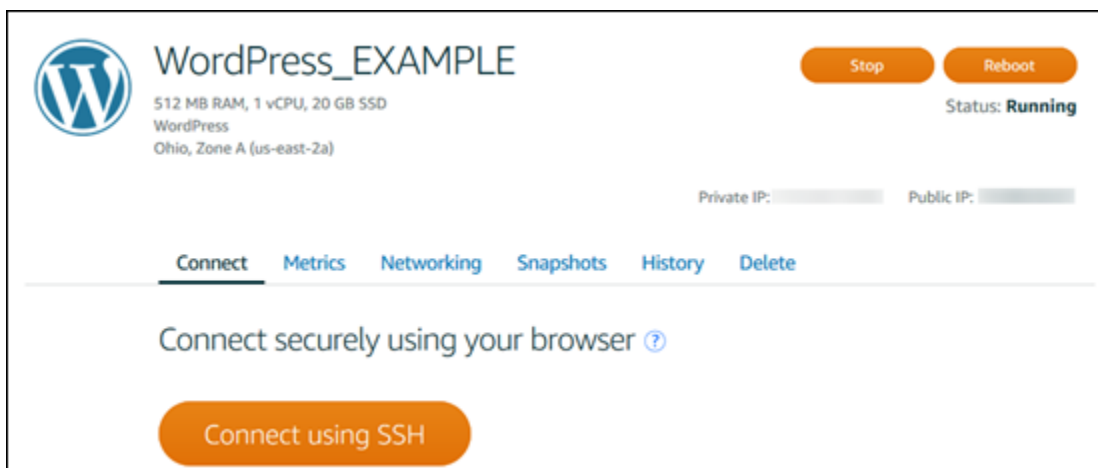 WordPress_EXAMPLE
512 MB RAM, 1 vCPU, 20 GB SSD
WordPress
Ohio, Zone A (us-east-2a)
Stop Reboot
Status: Running
Private IP: Public IP:
Connect Metrics Networking Snapshots History Delete
Connect securely using your browser ?
Connect using SSH